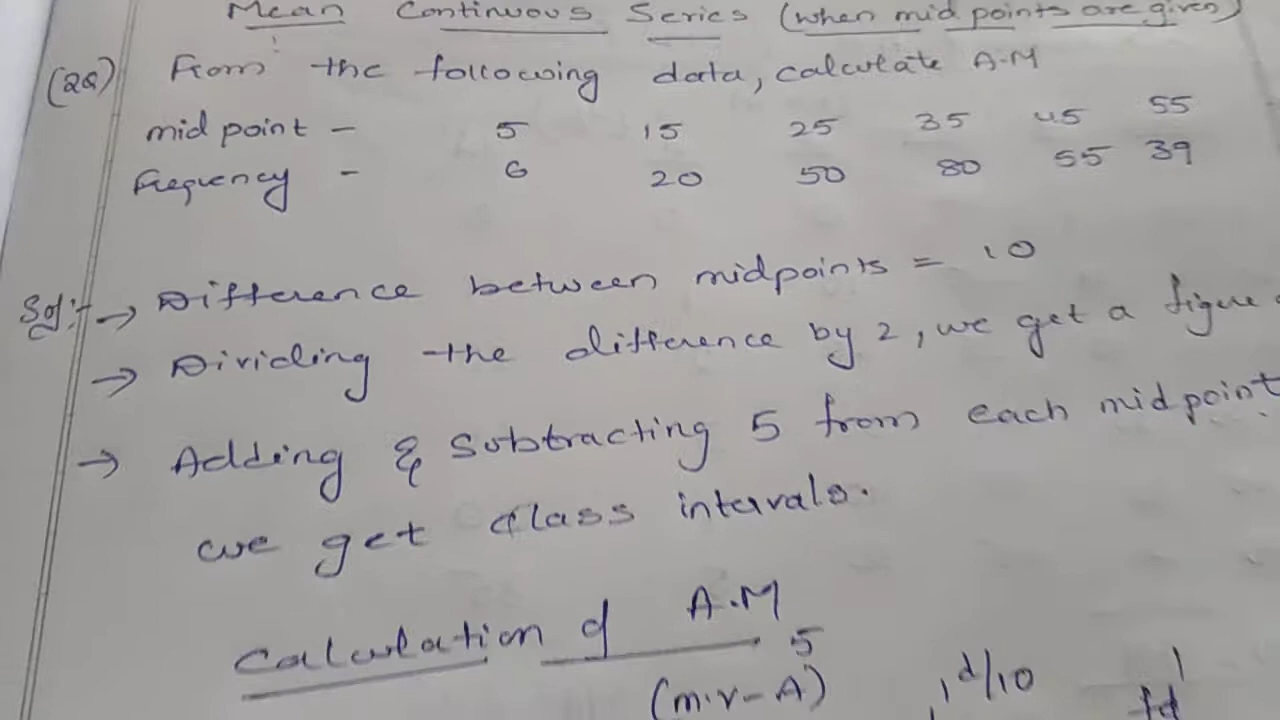 Mean Continuous Series (when mid points are given)
(22) From the following data, calculate A.M
mid point - 5 15 25 35 45 55
Frequency - 6 20 50 80 55 39
Sol:- → Difference between midpoints = 10
→ Dividing the difference by 2, we get a figure
→ Adding & Subtracting 5 from each midpoint
we get class intervals.
Calculation of A.M
5
(m.v-A) d/10